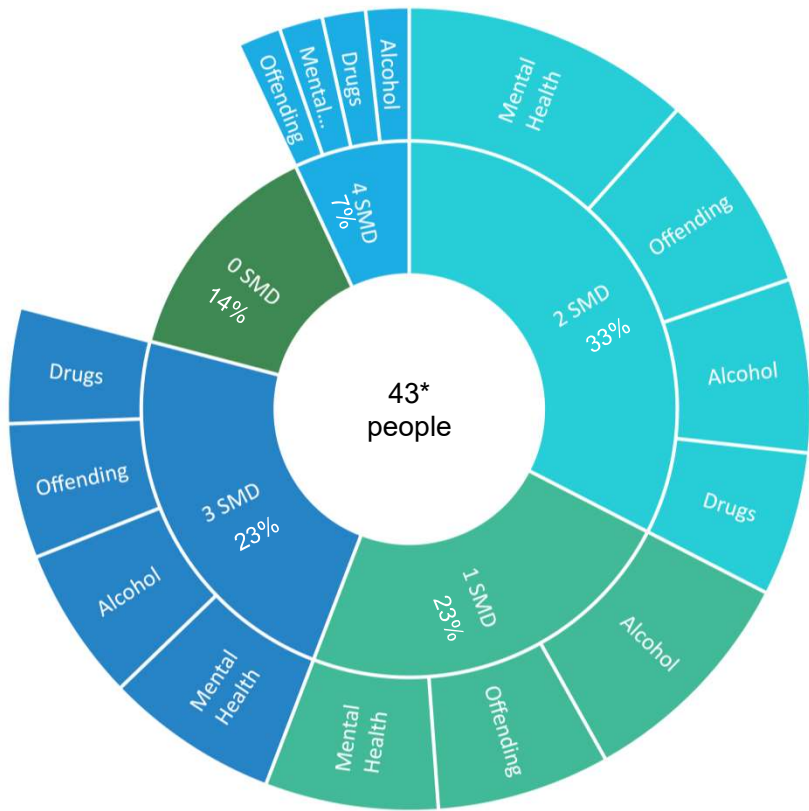 43*
people
2 SMD
33%
Mental
Health
Offending
Alcohol
Drugs
1 SMD
23%
Alcohol
Offending
Mental
Health
3 SMD
23%
Mental
Health
Alcohol
Offending
Drugs
0 SMD
14%
4 SMD
7%
Offending
Mental...
Drugs
Alcohol